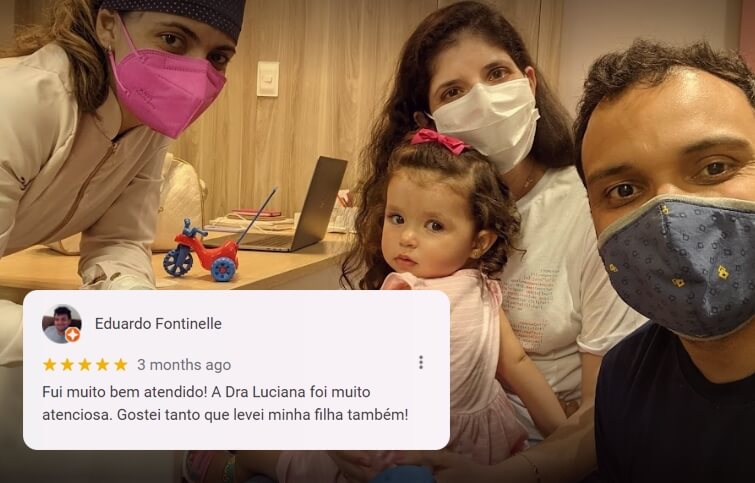 Eduardo Fontinelle
3 months ago
Fui muito bem atendido! A Dra Luciana foi muito
atenciosa. Gostei tanto que levei minha filha também!